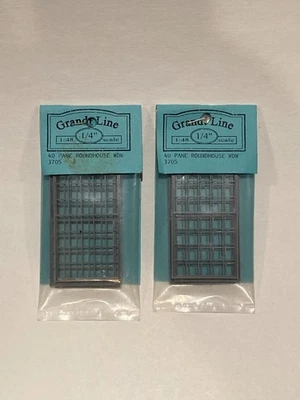 Grandt Line
1:48 1/4" scale
40 PANE ROUNDHOUSE WDW
3705
Grandt Line
1:48 1/4" scale
40 PANE ROUNDHOUSE WDW
3705